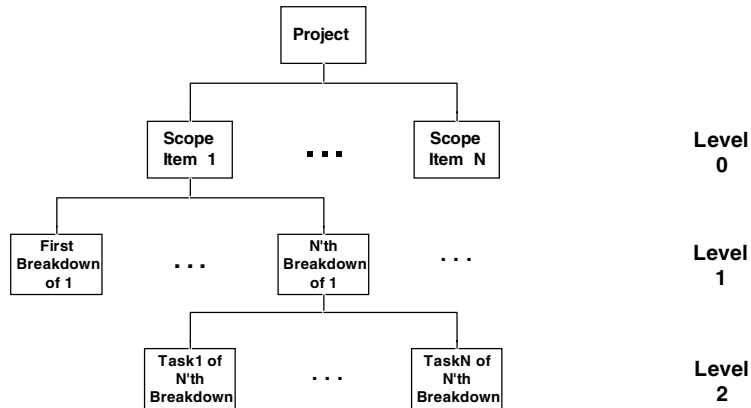 Project
Scope
Item 1
...
Scope
Item N
Level
0
First
Breakdown
of 1
...
N'th
Breakdown
of 1
...
Level
1
Task1 of
N'th
Breakdown
...
TaskN of
N'th
Breakdown
Level
2